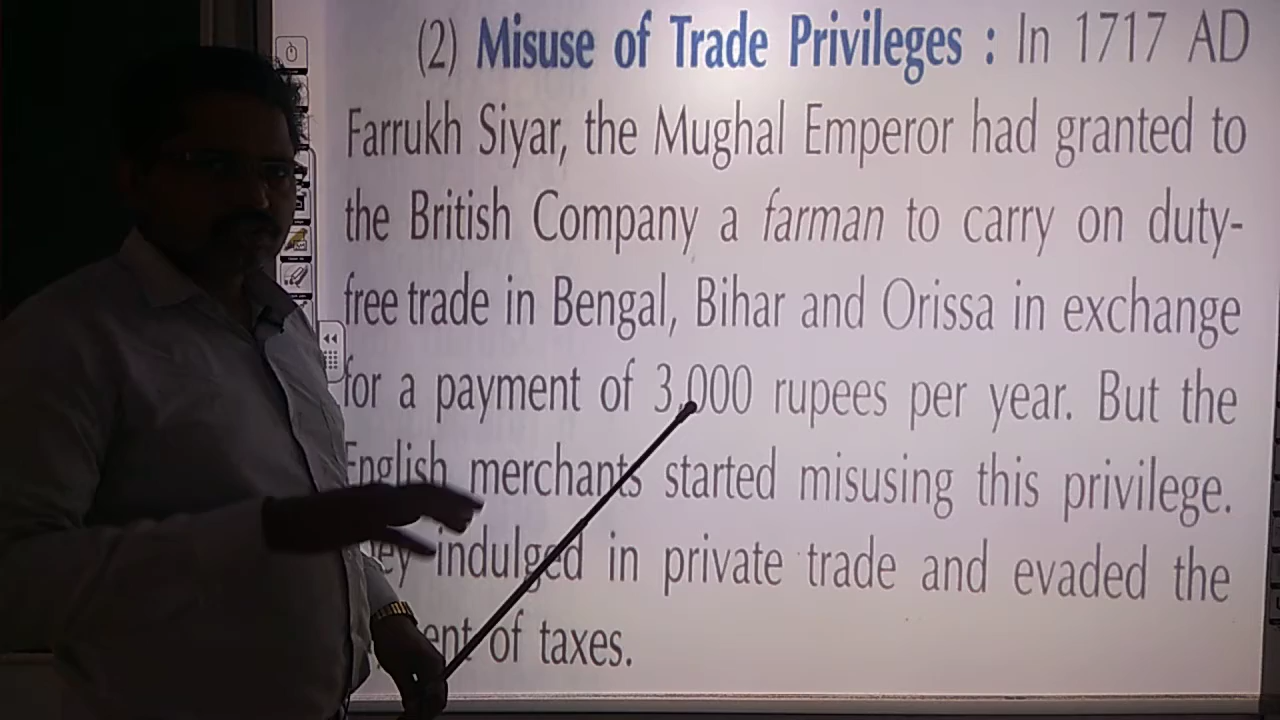 (2) Misuse of Trade Privileges : In 1717 AD
Farrukh Siyar, the Mughal Emperor had granted to
the British Company a farman to carry on duty-
free trade in Bengal, Bihar and Orissa in exchange
for a payment of 3,000 rupees per year. But the
English merchants started misusing this privilege.
indulged in private trade and evaded the
of taxes.